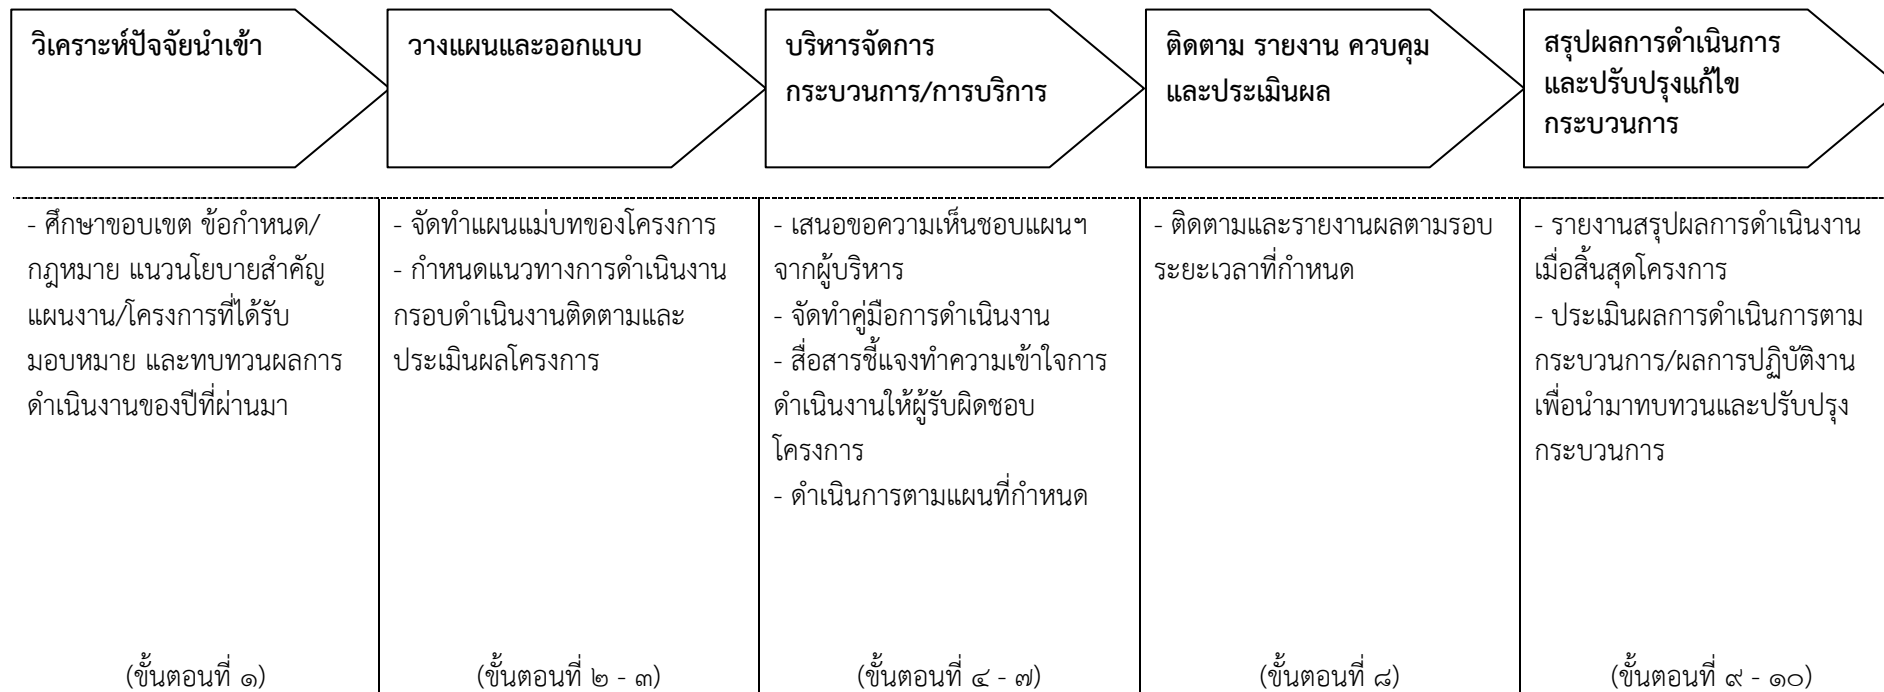 วิเคราะห์ปัจจัยนำเข้า
วางแผนและออกแบบ
บริหารจัดการ
กระบวนการ/การบริการ
ติดตาม รายงาน ควบคุม
และประเมินผล
สรุปผลการดำเนินการ
และปรับปรุงแก้ไข
กระบวนการ
- ศึกษาขอบเขต ข้อกำหนด/
กฎหมาย แนวนโยบายสำคัญ
แผนงาน/โครงการที่ได้รับ
มอบหมาย และทบทวนผลการ
ดำเนินงานของปีที่ผ่านมา
(ขั้นตอนที่ ๑)
- จัดทำแผนแม่บทของโครงการ
- กำหนดแนวทางการดำเนินงาน
กรอบดำเนินงานติดตามและ
ประเมินผลโครงการ
(ขั้นตอนที่ ๒ - ๓)
- เสนอขอความเห็นชอบแผนฯ
จากผู้บริหาร
- จัดทำคู่มือการดำเนินงาน
- สื่อสารชี้แจงทำความเข้าใจการ
ดำเนินงานให้ผู้รับผิดชอบ
โครงการ
- ดำเนินการตามแผนที่กำหนด
(ขั้นตอนที่ ๔ - ๗)
- ติดตามและรายงานผลตามรอบ
ระยะเวลาที่กำหนด
(ขั้นตอนที่ ๘)
- รายงานสรุปผลการดำเนินงาน
เมื่อสิ้นสุดโครงการ
- ประเมินผลการดำเนินการตาม
กระบวนการ/ผลการปฏิบัติงาน
เพื่อนำมาทบทวนและปรับปรุง
กระบวนการ
(ขั้นตอนที่ ๙ - ๑๐)